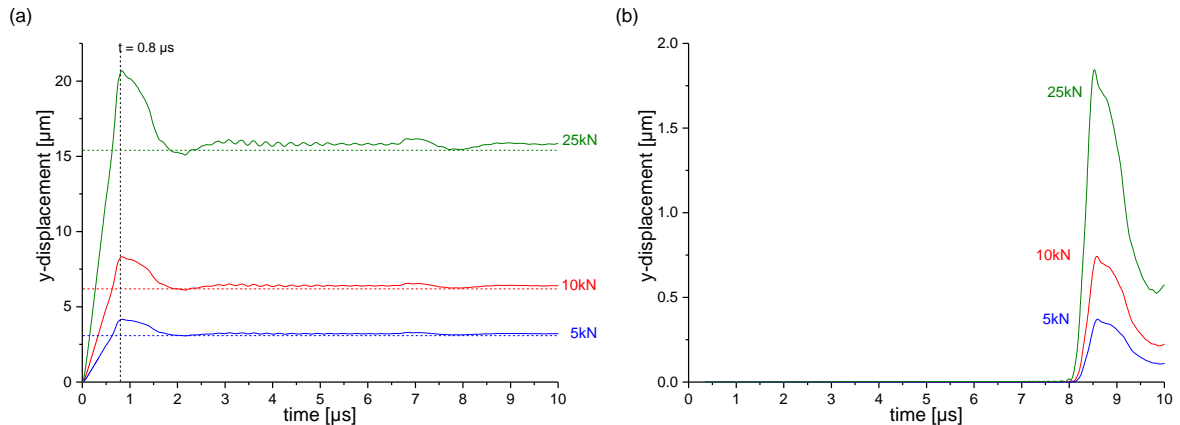 (a)
t = 0.8 µs
20
15
10
5
0
y-displacement [µm]
25kN
10kN
5kN
0 1 2 3 4 5 6 7 8 9 10
time [µs]
(b)
2.0
1.5
1.0
0.5
0.0
y-displacement [µm]
25kN
10kN
5kN
0 1 2 3 4 5 6 7 8 9 10
time [µs]